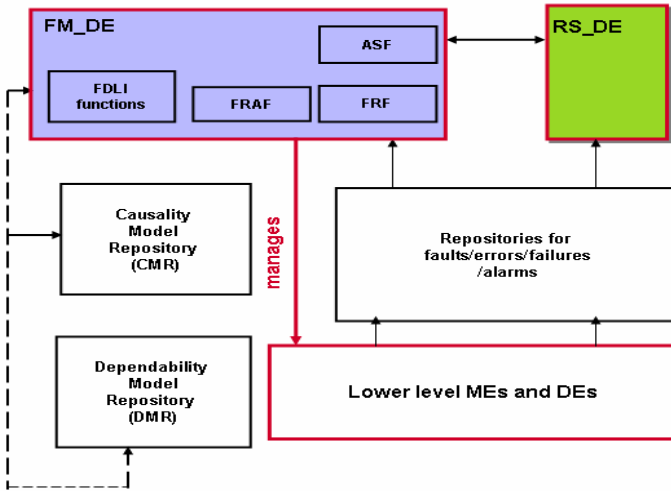 FM_DE
ASF
RS_DE
FDLI
functions
FRAF
FRF
Causality
Model
Repository
(CMR)
manages
Repositories for
faults/errors/failures
/alarms
Dependability
Model
Repository
(DMR)
Lower level MEs and DEs